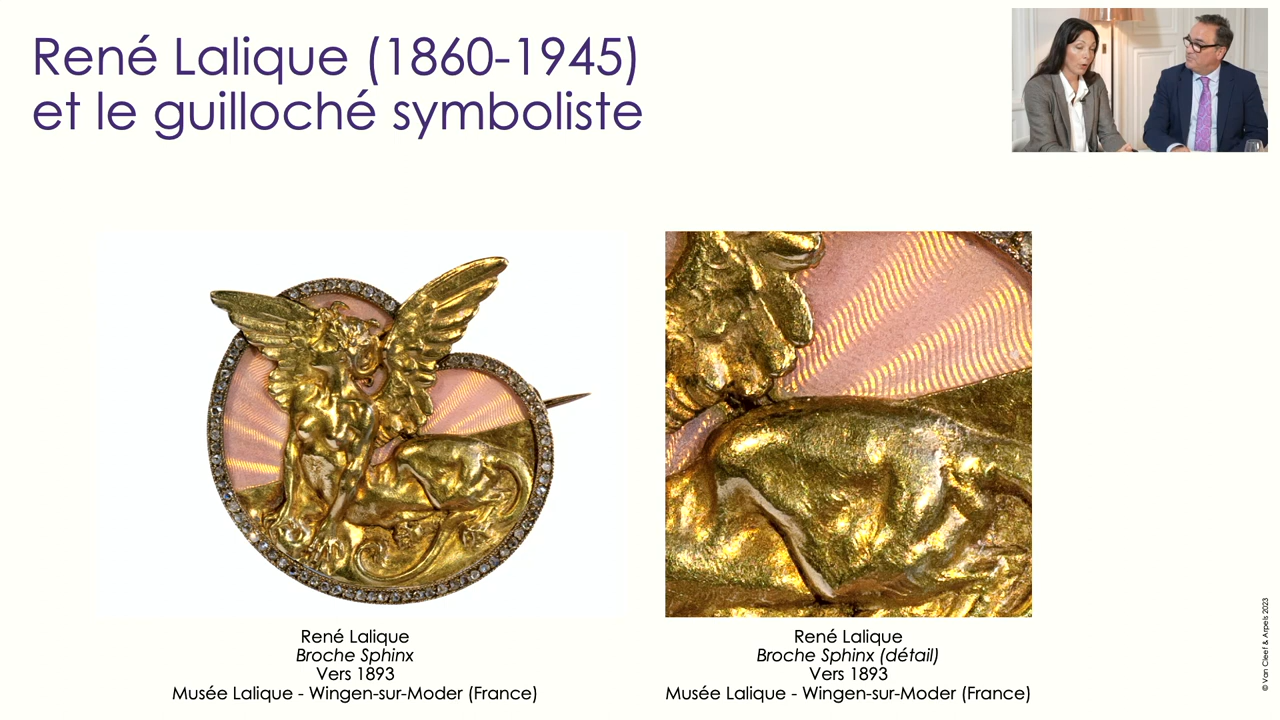 René Lalique (1860-1945)
et le guilloché symboliste
René Lalique
Broche Sphinx
Vers 1893
Musée Lalique - Wingen-sur-Moder (France)
René Lalique
Broche Sphinx (détail)
Vers 1893
Musée Lalique - Wingen-sur-Moder (France)
© Van Cleef & Arpels 2023